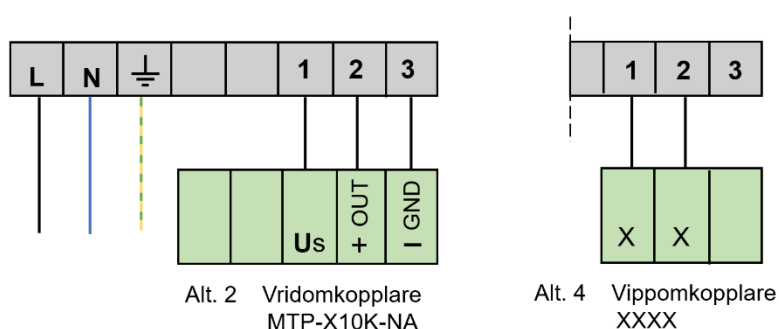 L N 1 2 3
1 2 3
Us + OUT – GND
X X
Alt. 2 Vridomkopplare
MTP-X10K-NA
Alt. 4 Vippomkopplare
XXXX